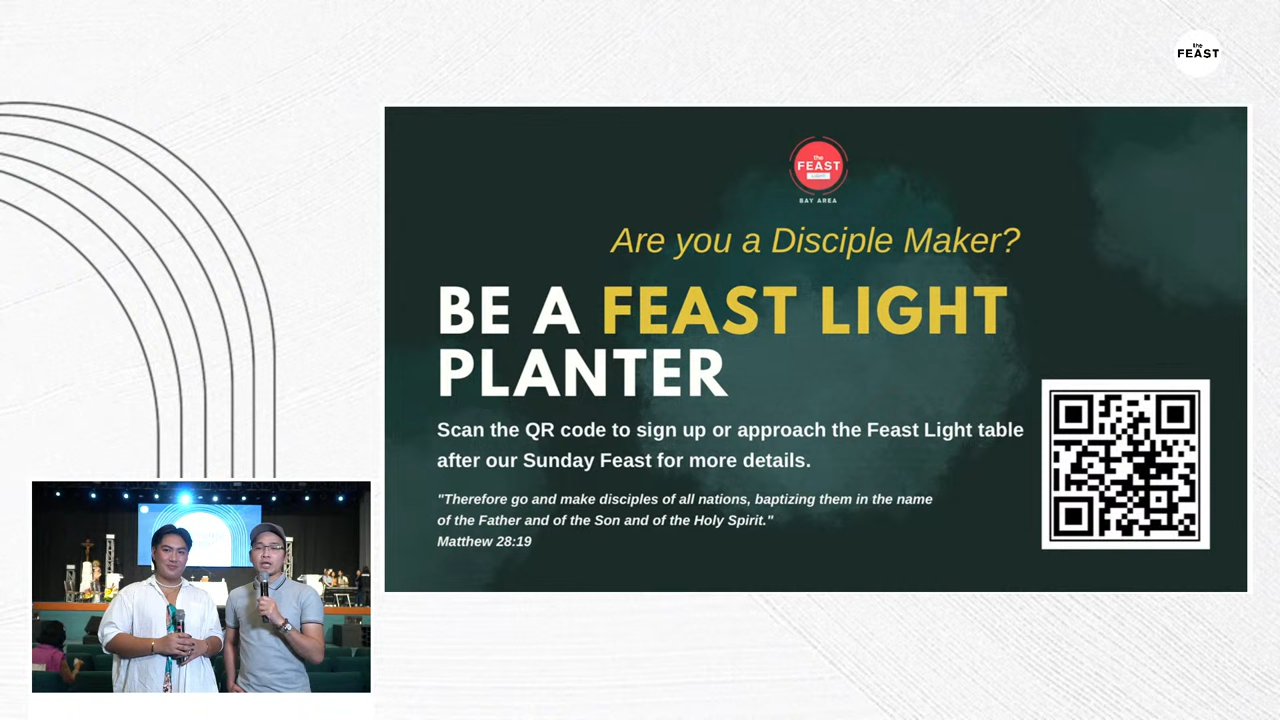 the
FEAST
the
FEAST
BAY AREA
Are you a Disciple Maker?
BE A FEAST LIGHT
PLANTER
Scan the QR code to sign up or approach the Feast Light table
after our Sunday Feast for more details.
"Therefore go and make disciples of all nations, baptizing them in the name
of the Father and of the Son and of the Holy Spirit."
Matthew 28:19